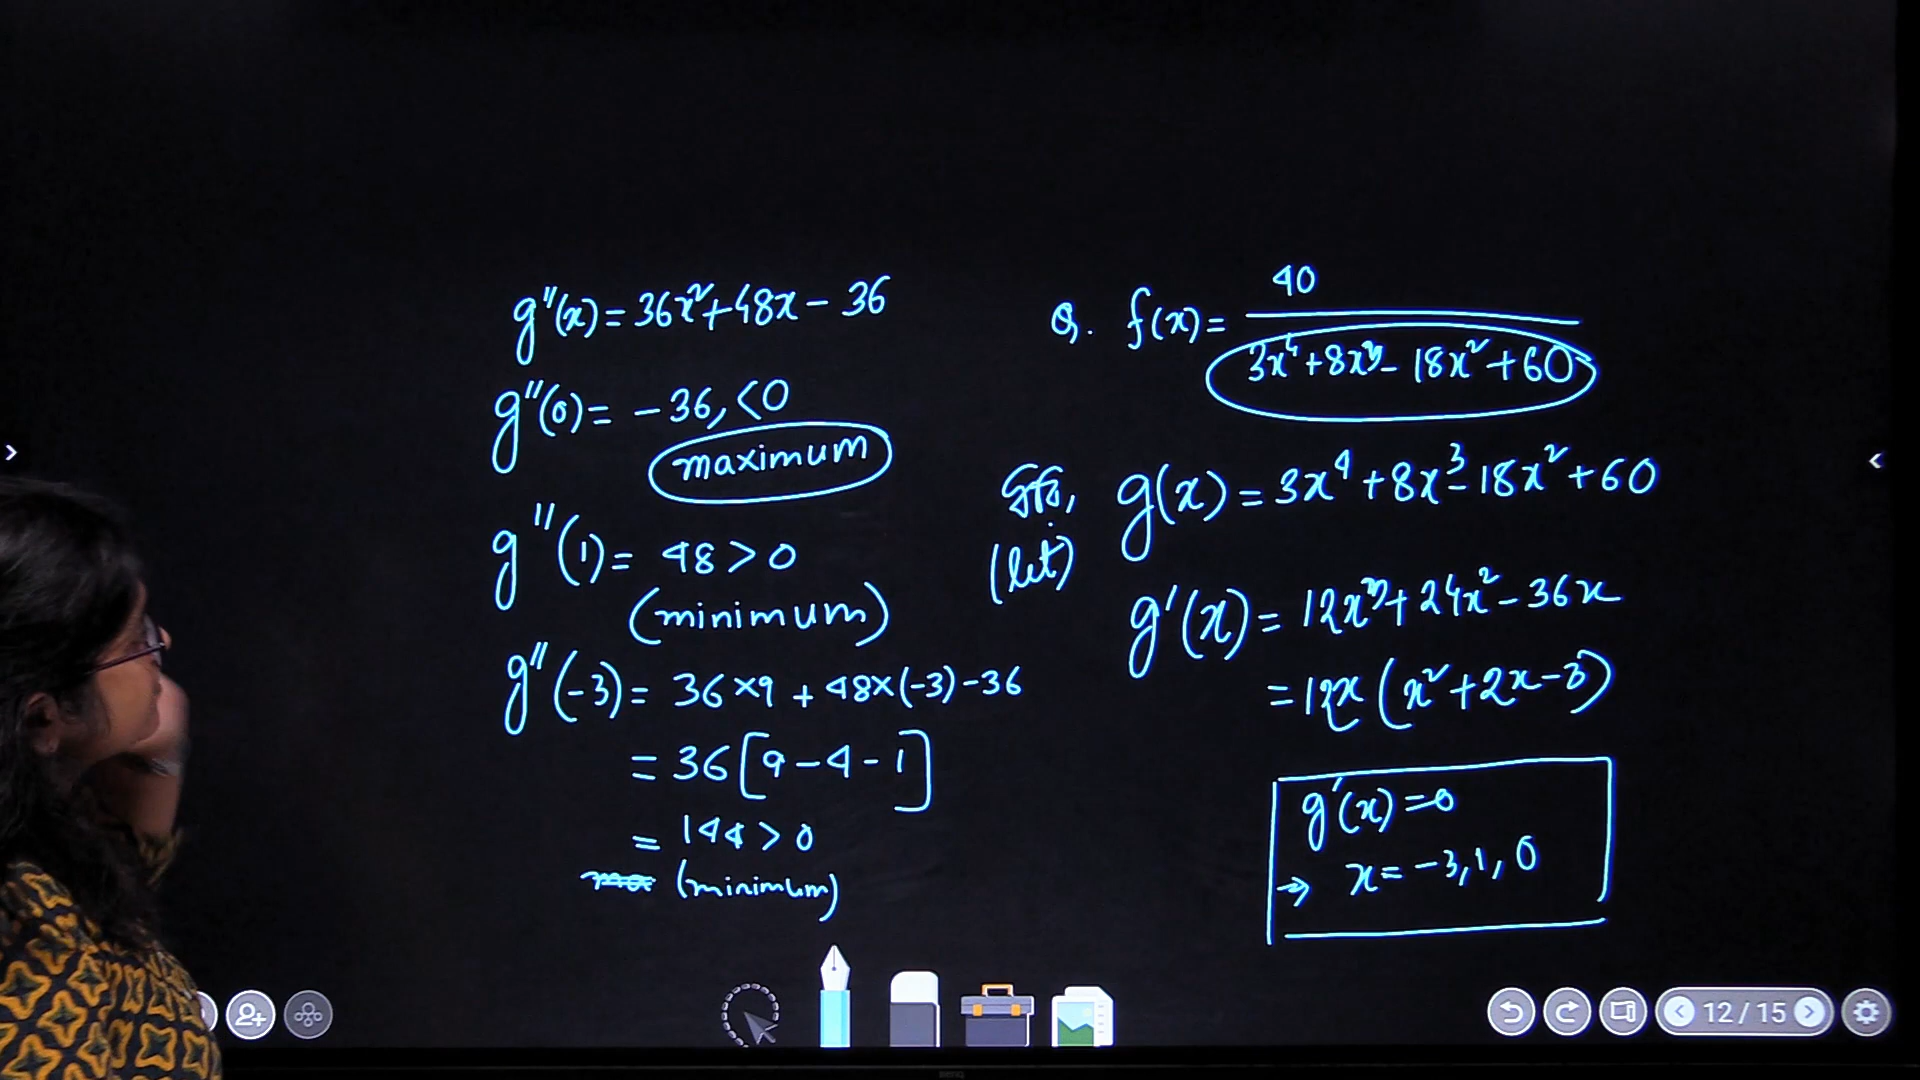 g''(x) = 36x²+48x - 36
g''(0) = -36, <0
maximum
g''(1) = 48 > 0
(minimum)
g''(-3) = 36×9 + 48×(-3) -36
= 36[9-4-1]
= 144 > 0
(minimum)
Q. f(x) = 40 / 3x⁴+8x³-18x²+60
g(x) = 3x⁴+8x³-18x²+60
(let)
g'(x) = 12x³+24x²-36x
= 12x(x²+2x-3)
g'(x) = 0
→ x = -3, 1, 0
12 / 15